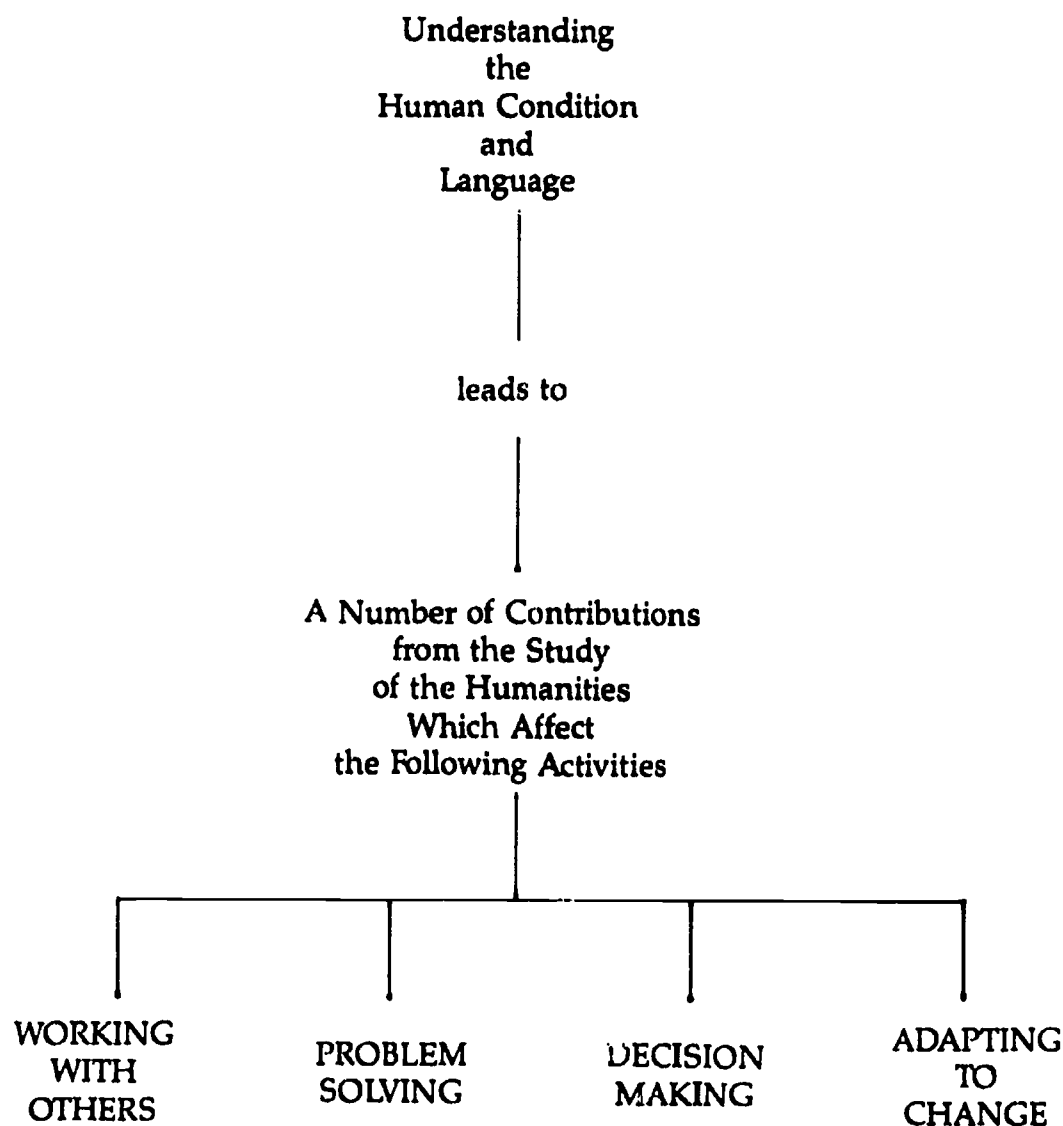 Understanding
the
Human Condition
and
Language
leads to
A Number of Contributions
from the Study
of the Humanities
Which Affect
the Following Activities
WORKING
WITH
OTHERS
PROBLEM
SOLVING
DECISION
MAKING
ADAPTING
TO
CHANGE